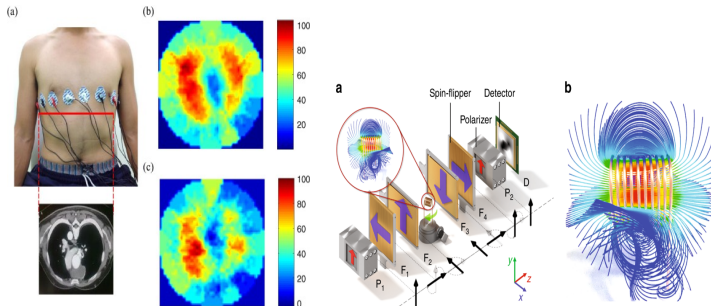 (a)
(b)
100
80
60
40
20
(c)
100
80
60
40
20
0
a
Spin-flipper
Detector
Polarizer
D
P2
F4
F3
F2
F1
P1
y
z
x
b